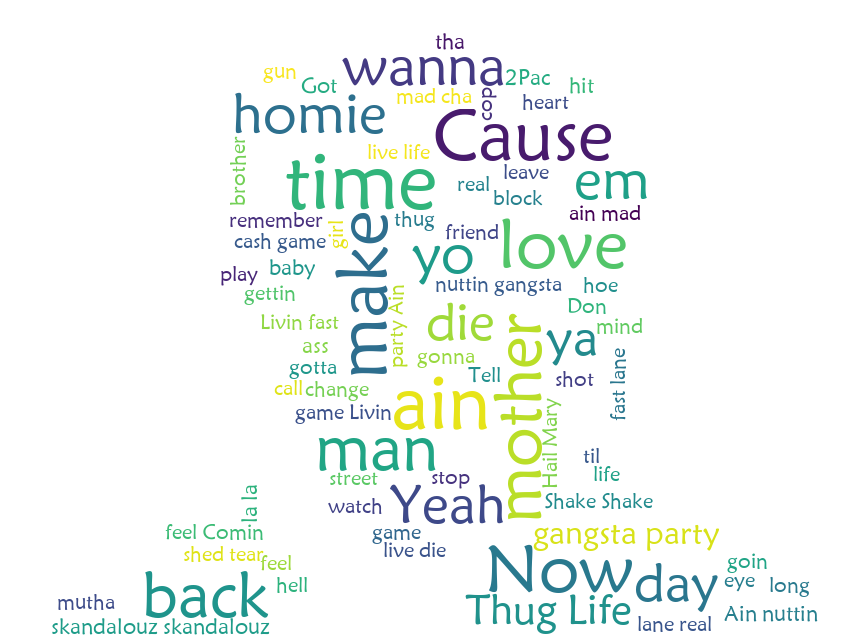 tha
wanna
gun
Got
2Pac
hit
mad cha
cop
heart
homie
Cause
brother
live life
time
leave
real
em
block
ain mad
remember
thug
girl
make
friend
love
cash game
yo
play
baby
nuttin gangsta
hoe
gettin
party Ain
Don
Livin fast
die
mother
mind
ya
ass
gonna
gotta
Tell
shot
fast lane
call
change
ain
game Livin
Hail Mary
man
til
street
stop
life
la la
watch
Yeah
Shake Shake
feel Comin
game
gangsta party
live die
shed tear
feel
Now
goin
back
hell
day
eye
long
mutha
Thug Life
Ain nuttin
skandalouz skandalouz
lane real